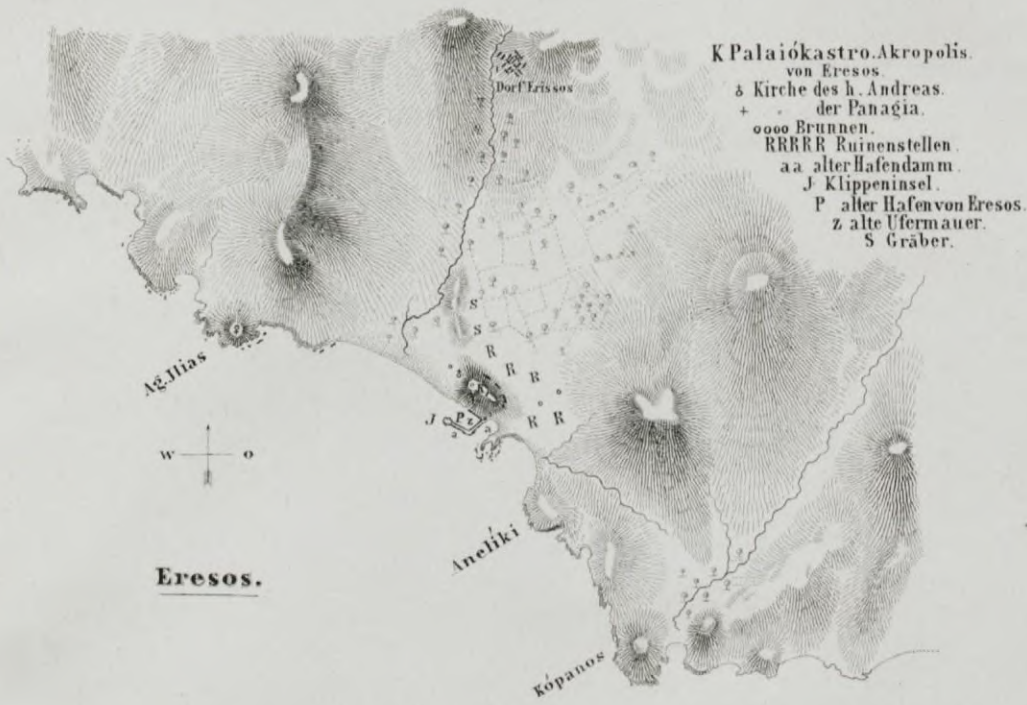 K Palaiókastro. Akropolis.
von Eresos.
♁ Kirche des h. Andreas.
+ „ der Panagia.
oooo Brunnen.
RRRRR Ruinenstellen.
aa alter Hafendamm.
J Klippeninsel.
P alter Hafen von Eresos.
z alte Ufermauer.
S Gräber.
Dorf Erissos
S
S
R
R
R
R
R
J
P z
a
a
Ag. Ilias
W O
Aneliki
Eresos.
Kópanos